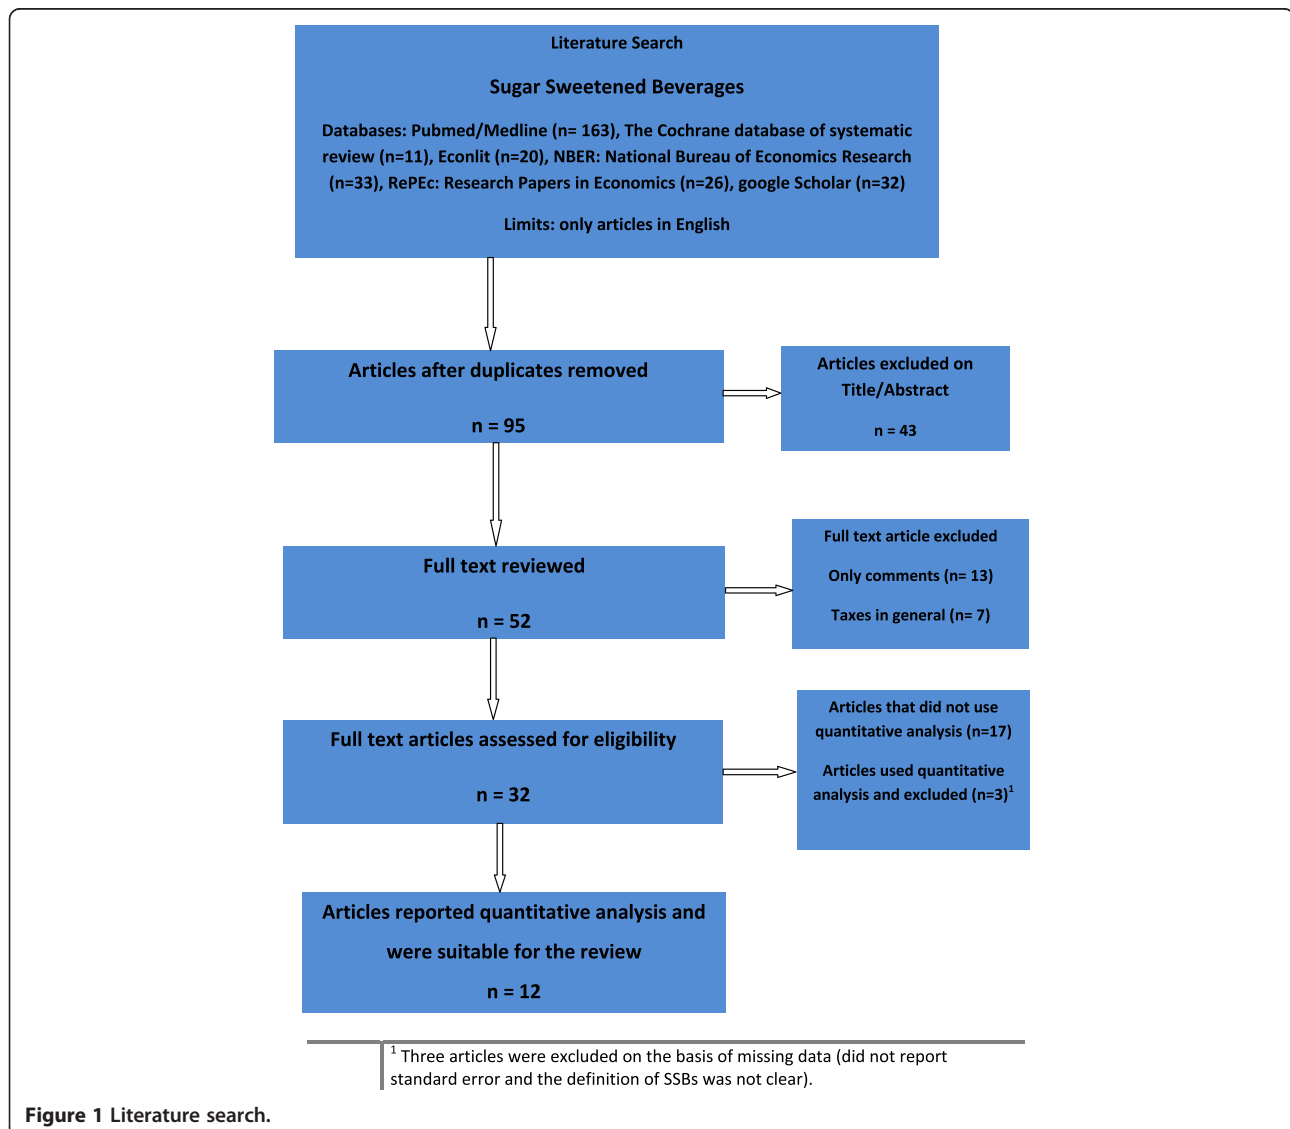 Literature Search
Sugar Sweetened Beverages
Databases: Pubmed/Medline (n= 163), The Cochrane database of systematic
review (n=11), Econlit (n=20), NBER: National Bureau of Economics Research
(n=33), RePEc: Research Papers in Economics (n=26), google Scholar (n=32)
Limits: only articles in English
Articles after duplicates removed
n = 95
Articles excluded on
Title/Abstract
n = 43
Full text reviewed
n = 52
Full text article excluded
Only comments (n= 13)
Taxes in general (n= 7)
Full text articles assessed for eligibility
n = 32
Articles that did not use
quantitative analysis (n=17)
Articles used quantitative
analysis and excluded (n=3)1
Articles reported quantitative analysis and
were suitable for the review
n = 12
1 Three articles were excluded on the basis of missing data (did not report
standard error and the definition of SSBs was not clear).
Figure 1 Literature search.